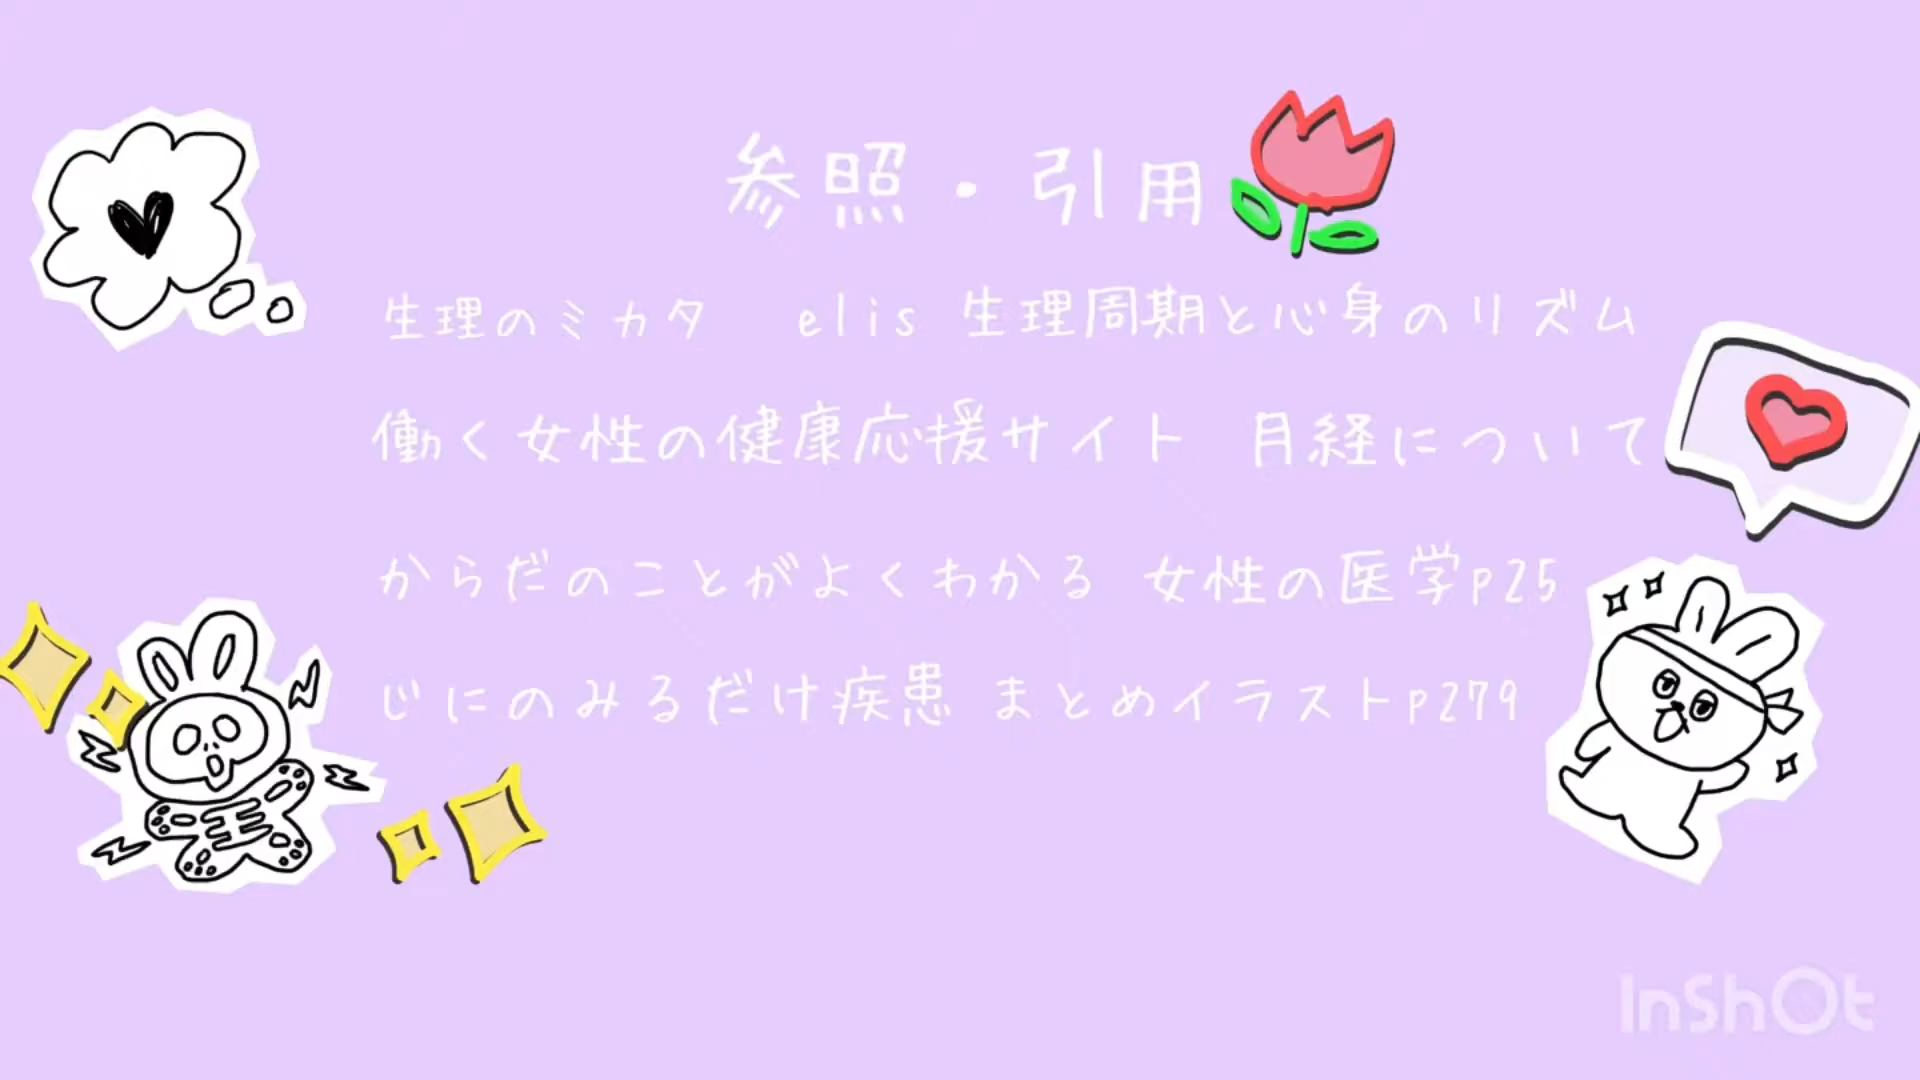 参照・引用
生理のミカタ　elis 生理周期と心身のリズム
働く女性の健康応援サイト 月経について
からだのことがよくわかる 女性の医学p25
じにのみるだけ疾患 まとめイラストp279
InShOt